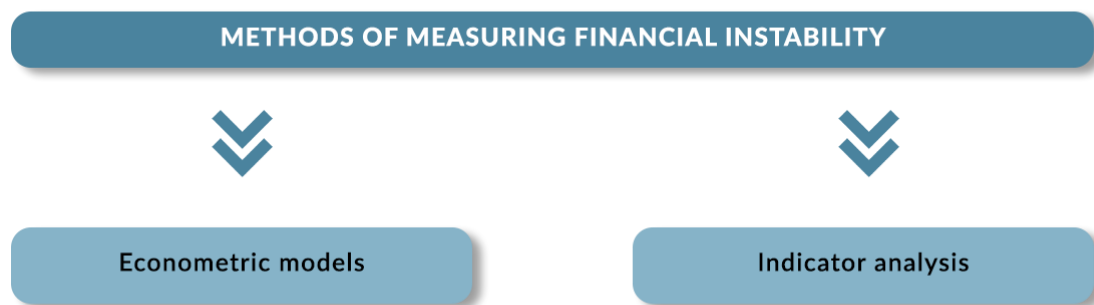 METHODS OF MEASURING FINANCIAL INSTABILITY
Econometric models
Indicator analysis